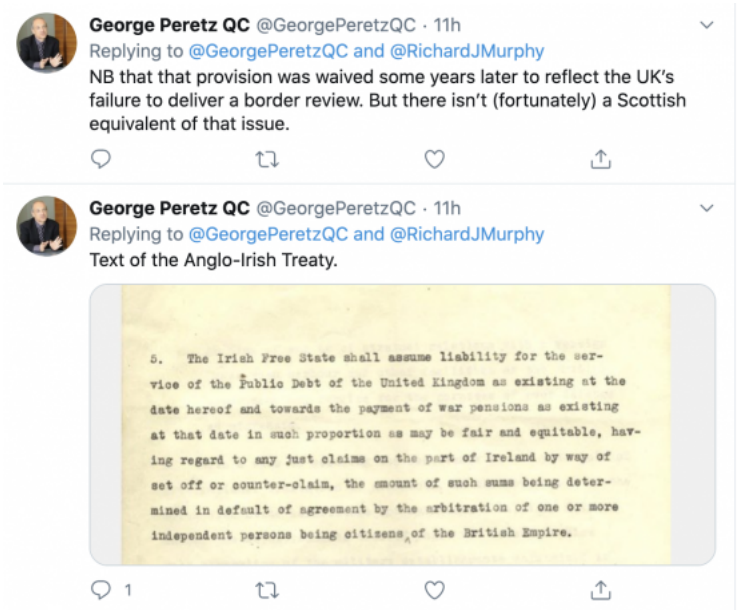 George Peretz QC @GeorgePeretzQC · 11h
Replying to @GeorgePeretzQC and @RichardJMurphy
NB that that provision was waived some years later to reflect the UK's
failure to deliver a border review. But there isn't (fortunately) a Scottish
equivalent of that issue.
George Peretz QC @GeorgePeretzQC · 11h
Replying to @GeorgePeretzQC and @RichardJMurphy
Text of the Anglo-Irish Treaty.
5. The Irish Free State shall assume liability for the ser-
vice of the Public Debt of the United Kingdom as existing at the
date hereof and towards the payment of war pensions as existing
at that date in such proportion as may be fair and equitable, hav-
ing regard to any just claims on the part of Ireland by way of
set off or counter-claim, the amount of such sums being deter-
mined in default of agreement by the arbitration of one or more
independent persons being citizens of the British Empire.
1